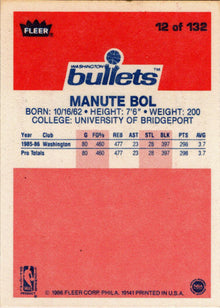 FLEER
12 of 132
WASHINGTON
bullets
TM
MANUTE BOL
BORN: 10/16/62 • HEIGHT: 7'6" • WEIGHT: 200
COLLEGE: UNIVERSITY OF BRIDGEPORT
Year Club G FG% REB AST STL BLK PTS AVG
1985-86 Washington 80 460 477 23 28 397 298 3.7
Pro Totals 80 460 477 23 28 397 298 3.7
NBA
© 1986 FLEER CORP. PHILA. 19141 PRINTED IN U.S.A.